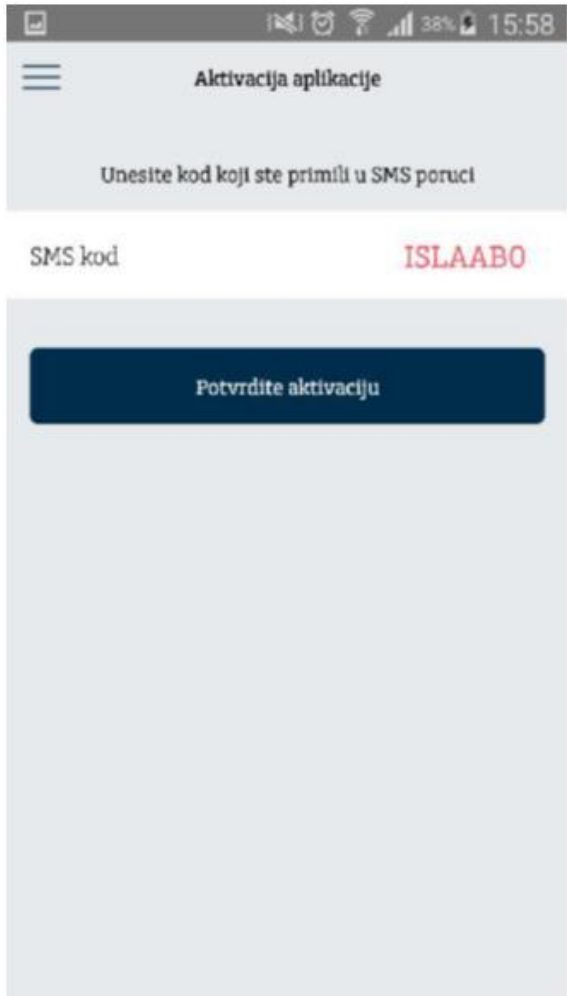 38% 15:58
Aktivacija aplikacije
Unesite kod koji ste primili u SMS poruci
SMS kod ISLAAB0
Potvrdite aktivaciju